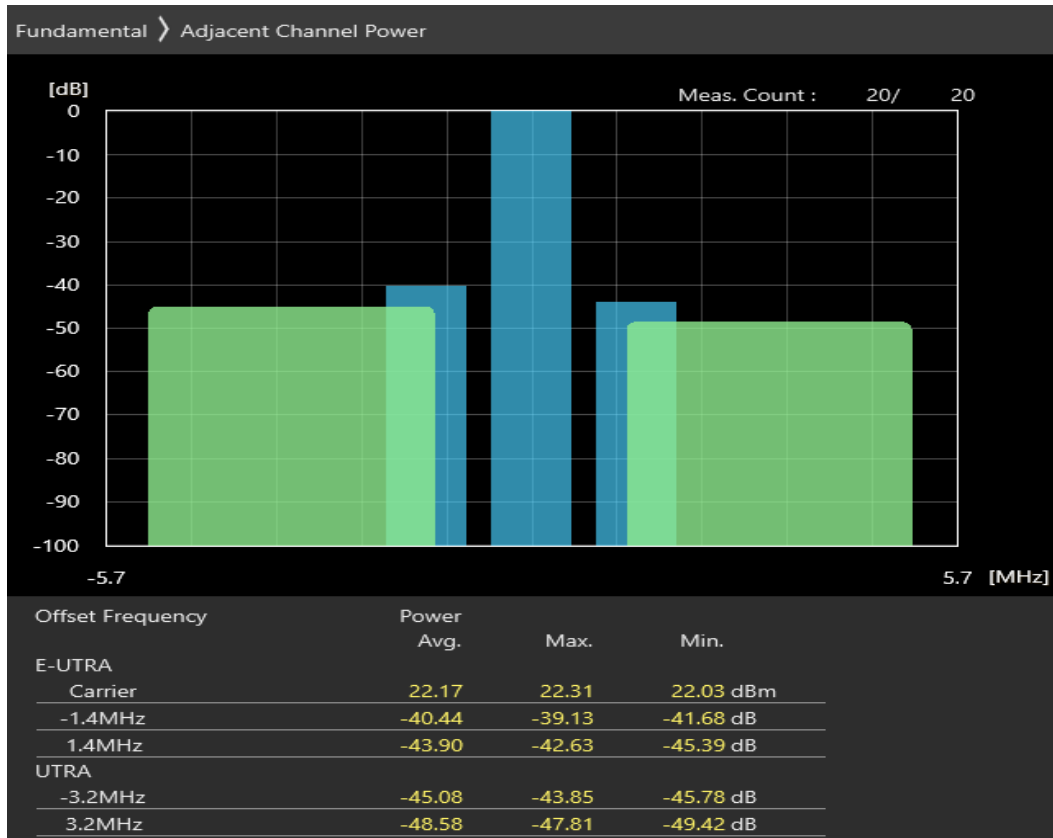 Fundamental 〉 Adjacent Channel Power
[dB]
Meas. Count : 20/ 20
0
-10
-20
-30
-40
-50
-60
-70
-80
-90
-100
-5.7 5.7 [MHz]
Offset Frequency Power
Avg. Max. Min.
E-UTRA
Carrier 22.17 22.31 22.03 dBm
-1.4MHz -40.44 -39.13 -41.68 dB
1.4MHz -43.90 -42.63 -45.39 dB
UTRA
-3.2MHz -45.08 -43.85 -45.78 dB
3.2MHz -48.58 -47.81 -49.42 dB